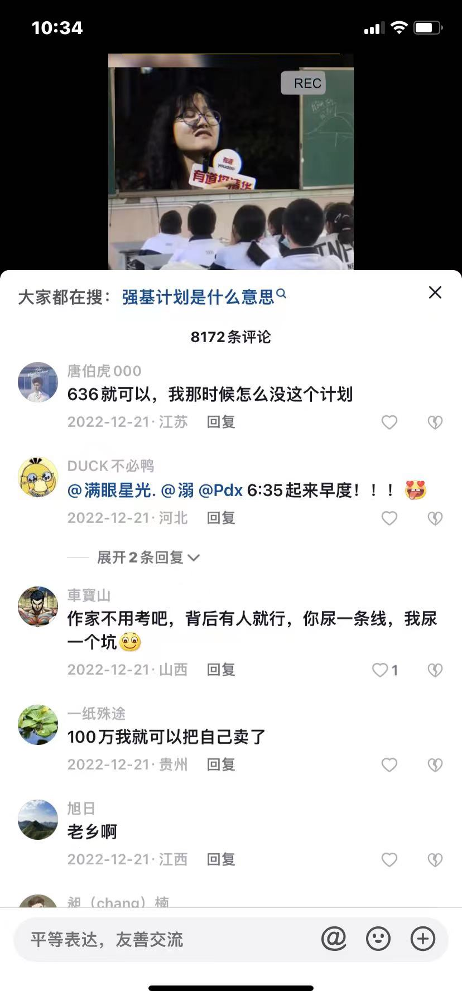 10:34
REC
有道
youdao
有道探清华
大家都在搜：强基计划是什么意思
8172条评论
唐伯虎000
636就可以，我那时候怎么没这个计划
2022-12-21·江苏 回复
DUCK不必鸭
@满眼星光. @溺 @Pdx 6:35起来早度！！！
2022-12-21·河北 回复
展开2条回复
車寶山
作家不用考吧，背后有人就行，你尿一条线，我尿
一个坑
2022-12-21·山西 回复 1
一纸殊途
100万我就可以把自己卖了
2022-12-21·贵州 回复
旭日
老乡啊
2022-12-21·江西 回复
昶（chang）楠
平等表达，友善交流